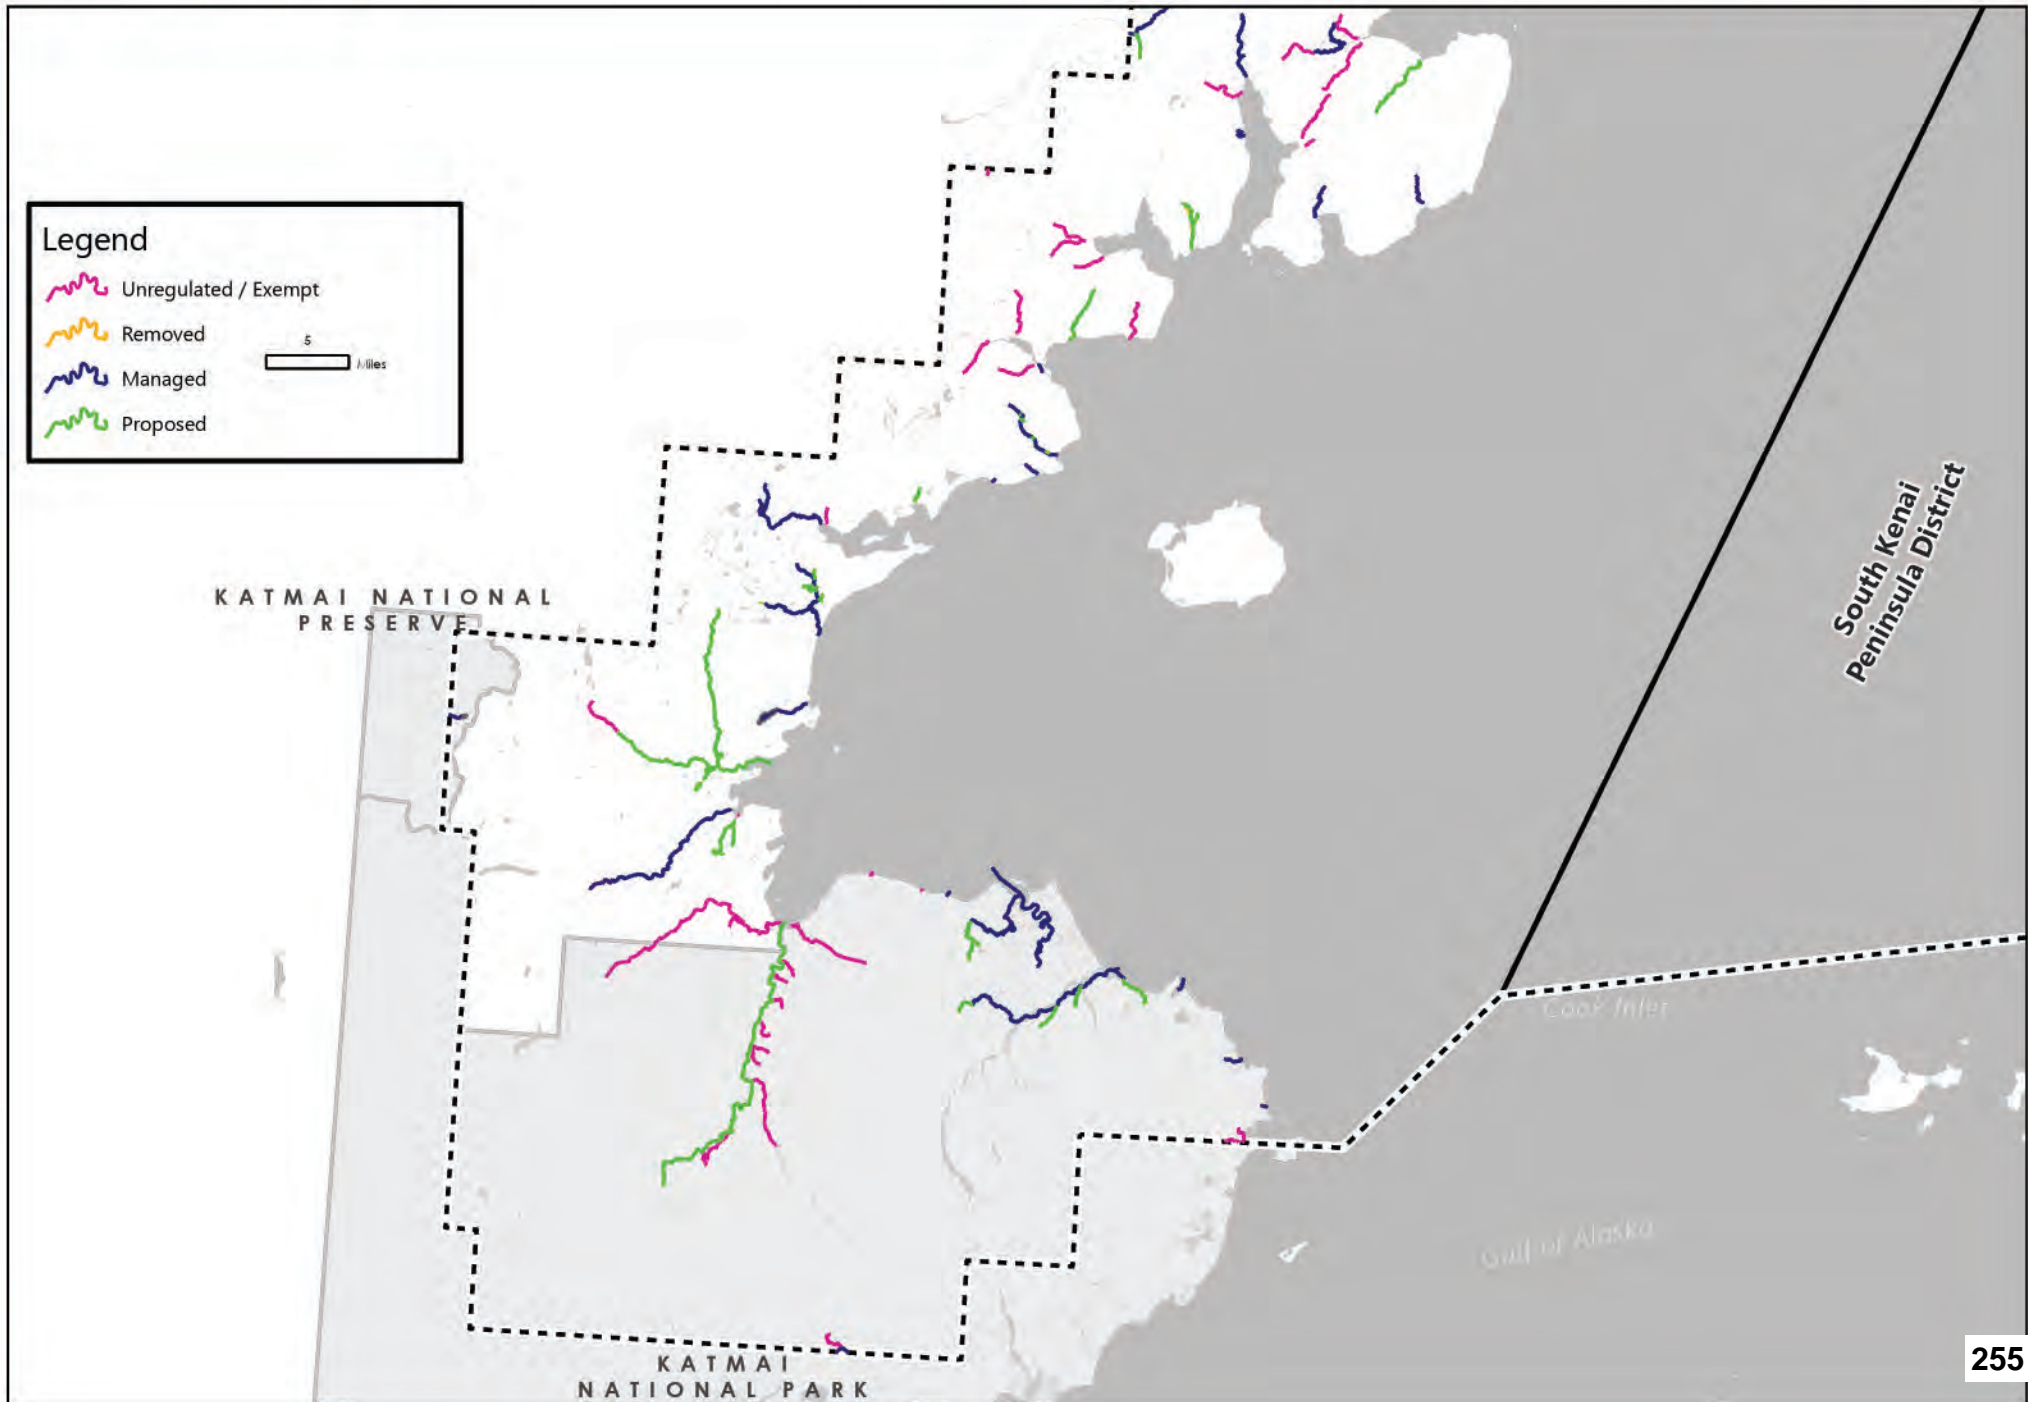 Legend
Unregulated / Exempt
Removed
5
Miles
Managed
Proposed
KATMAI NATIONAL
PRESERVE
South Kenai
Peninsula District
Cook Inlet
Gulf of Alaska
KATMAI
NATIONAL PARK
255